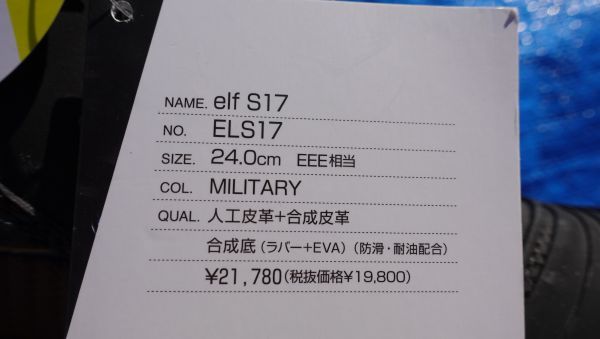 NAME. elf S17
NO. ELS17
SIZE. 24.0cm EEE相当
COL. MILITARY
QUAL. 人工皮革+合成皮革
合成底(ラバー+EVA)(防滑・耐油配合)
¥21,780(税抜価格¥19,800)